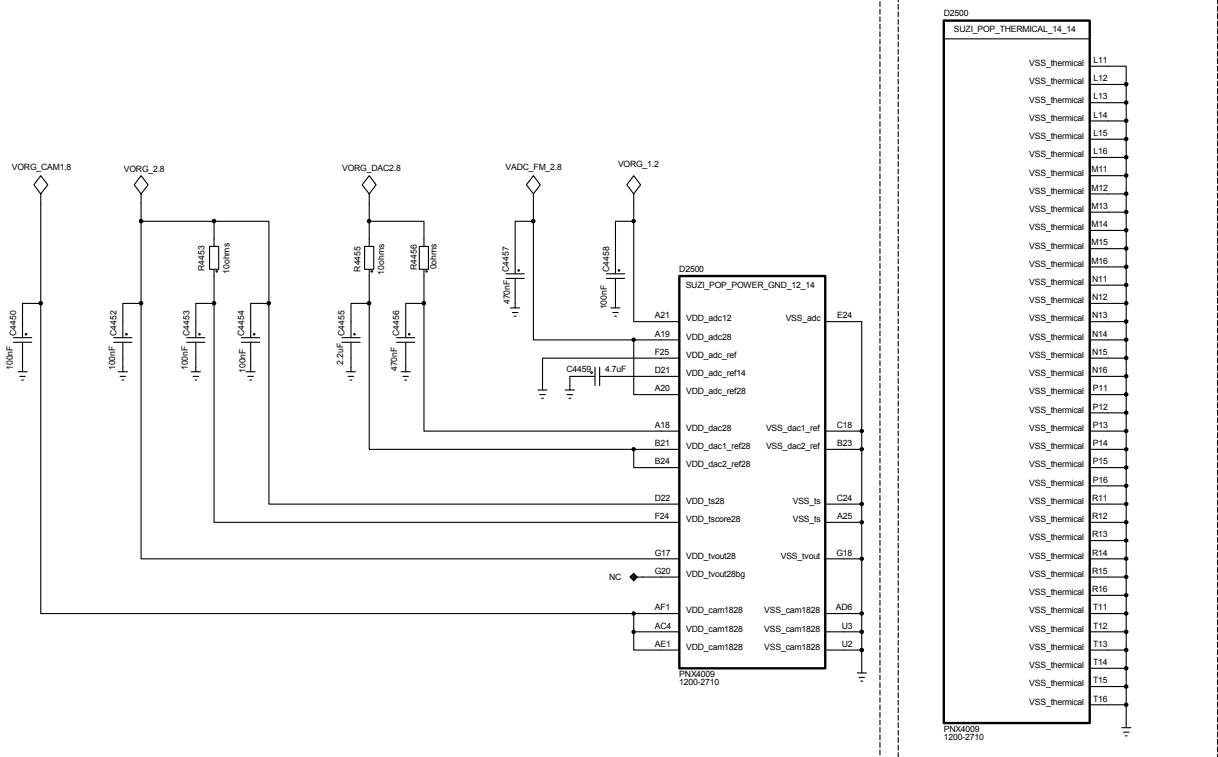 D2500
SUZI_POP_THERMICAL_14_14
VSS_thermical L11
VSS_thermical L12
VSS_thermical L13
VSS_thermical L14
VSS_thermical L15
VSS_thermical L16
VSS_thermical M11
VSS_thermical M12
VSS_thermical M13
VSS_thermical M14
VSS_thermical M15
VSS_thermical M16
VSS_thermical N11
VSS_thermical N12
VSS_thermical N13
VSS_thermical N14
VSS_thermical N15
VSS_thermical N16
VSS_thermical P11
VSS_thermical P12
VSS_thermical P13
VSS_thermical P14
VSS_thermical P15
VSS_thermical P16
VSS_thermical R11
VSS_thermical R12
VSS_thermical R13
VSS_thermical R14
VSS_thermical R15
VSS_thermical R16
VSS_thermical T11
VSS_thermical T12
VSS_thermical T13
VSS_thermical T14
VSS_thermical T15
VSS_thermical T16
PNX4009
1200-2710
VORG_CAM1.8
VORG_2.8
VORG_DAC2.8
VADC_FM_2.8
VORG_1.2
R4453
10ohms
R4455
10ohms
R4456
0ohms
C4457
470nF
C4458
100nF
C4450
100nF
C4452
100nF
C4453
100nF
C4454
100nF
C4455
2.2uF
C4456
470nF
C4459
4.7uF
D2500
SUZI_POP_POWER_GND_12_14
A21 VDD_adc12 VSS_adc E24
A19 VDD_adc28
F25 VDD_adc_ref
D21 VDD_adc_ref14
A20 VDD_adc_ref28
A18 VDD_dac28 VSS_dac1_ref C18
B21 VDD_dac1_ref28 VSS_dac2_ref B23
B24 VDD_dac2_ref28
D22 VDD_ts28 VSS_ts C24
F24 VDD_tscore28 VSS_ts A25
G17 VDD_tvout28 VSS_tvout G18
NC G20 VDD_tvout28bg
AF1 VDD_cam1828 VSS_cam1828 AD6
AC4 VDD_cam1828 VSS_cam1828 U3
AE1 VDD_cam1828 VSS_cam1828 U2
PNX4009
1200-2710